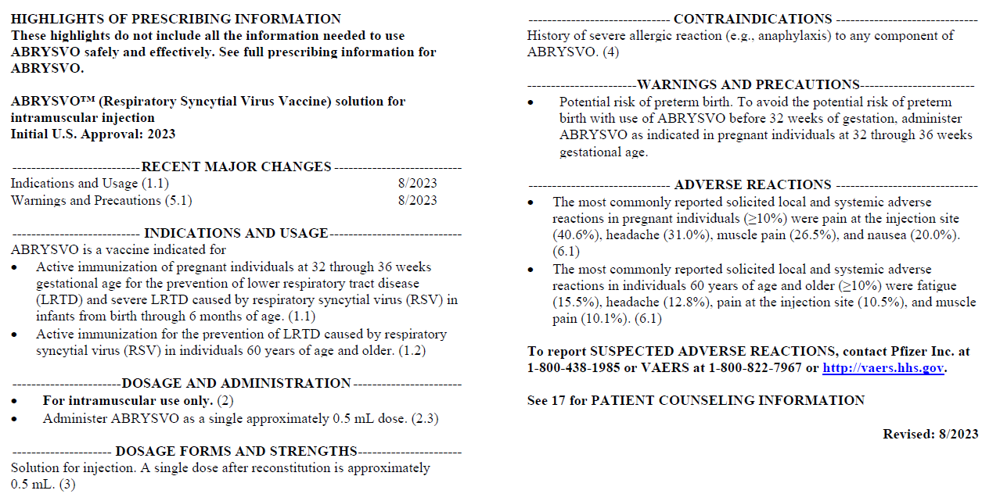 HIGHLIGHTS OF PRESCRIBING INFORMATION
These highlights do not include all the information needed to use
ABRYSVO safely and effectively. See full prescribing information for
ABRYSVO.
ABRYSVO™ (Respiratory Syncytial Virus Vaccine) solution for
intramuscular injection
Initial U.S. Approval: 2023
---------------------------RECENT MAJOR CHANGES---------------------------
Indications and Usage (1.1) 8/2023
Warnings and Precautions (5.1) 8/2023
--------------------------- INDICATIONS AND USAGE----------------------------
ABRYSVO is a vaccine indicated for
• Active immunization of pregnant individuals at 32 through 36 weeks
gestational age for the prevention of lower respiratory tract disease
(LRTD) and severe LRTD caused by respiratory syncytial virus (RSV) in
infants from birth through 6 months of age. (1.1)
• Active immunization for the prevention of LRTD caused by respiratory
syncytial virus (RSV) in individuals 60 years of age and older. (1.2)
-----------------------DOSAGE AND ADMINISTRATION-----------------------
• For intramuscular use only. (2)
• Administer ABRYSVO as a single approximately 0.5 mL dose. (2.3)
--------------------- DOSAGE FORMS AND STRENGTHS----------------------
Solution for injection. A single dose after reconstitution is approximately
0.5 mL. (3)
------------------------------ CONTRAINDICATIONS ------------------------------
History of severe allergic reaction (e.g., anaphylaxis) to any component of
ABRYSVO. (4)
-----------------------WARNINGS AND PRECAUTIONS------------------------
• Potential risk of preterm birth. To avoid the potential risk of preterm
birth with use of ABRYSVO before 32 weeks of gestation, administer
ABRYSVO as indicated in pregnant individuals at 32 through 36 weeks
gestational age.
------------------------------ ADVERSE REACTIONS ------------------------------
• The most commonly reported solicited local and systemic adverse
reactions in pregnant individuals (≥10%) were pain at the injection site
(40.6%), headache (31.0%), muscle pain (26.5%), and nausea (20.0%).
(6.1)
• The most commonly reported solicited local and systemic adverse
reactions in individuals 60 years of age and older (≥10%) were fatigue
(15.5%), headache (12.8%), pain at the injection site (10.5%), and muscle
pain (10.1%). (6.1)
To report SUSPECTED ADVERSE REACTIONS, contact Pfizer Inc. at
1-800-438-1985 or VAERS at 1-800-822-7967 or http://vaers.hhs.gov.
See 17 for PATIENT COUNSELING INFORMATION
Revised: 8/2023